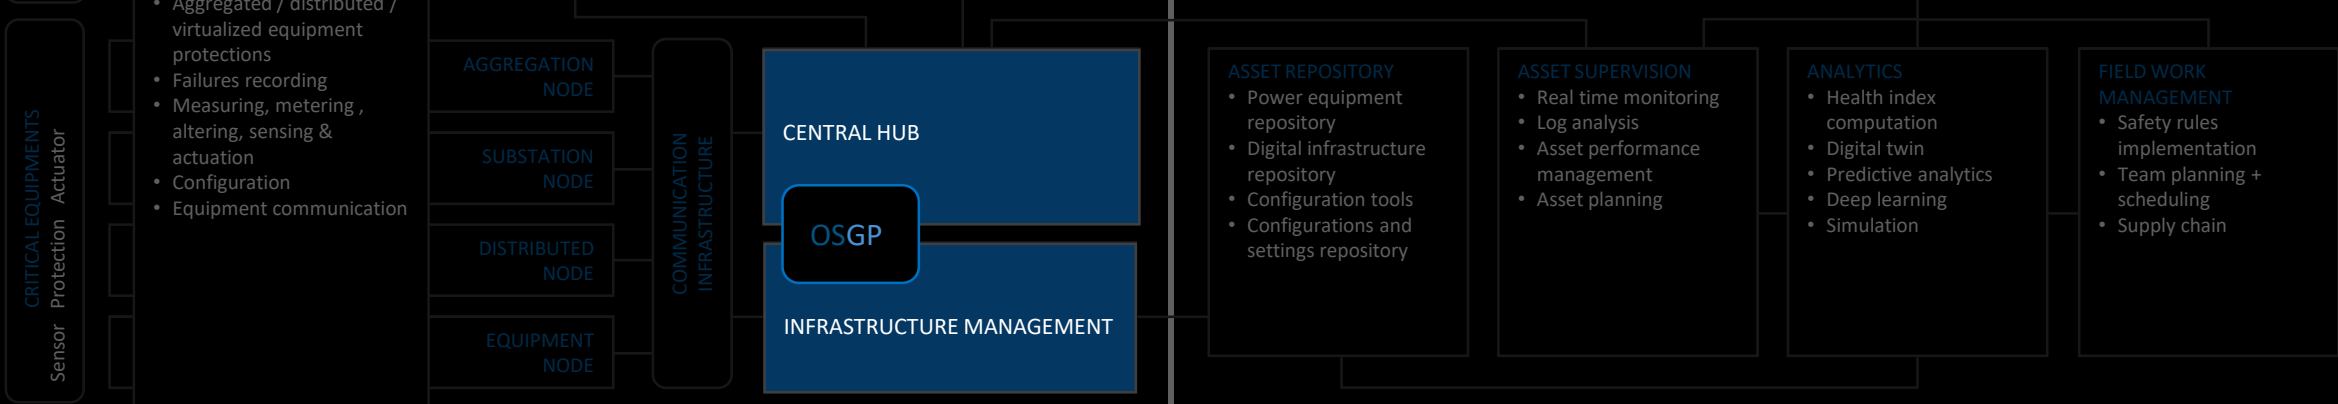 CRITICAL EQUIPMENTS
Sensor Protection Actuator
• Aggregated / distributed /
virtualized equipment
protections
• Failures recording
• Measuring, metering ,
altering, sensing &
actuation
• Configuration
• Equipment communication
AGGREGATION
NODE
SUBSTATION
NODE
DISTRIBUTED
NODE
EQUIPMENT
NODE
COMMUNICATION
INFRASTRUCTURE
CENTRAL HUB
OSGP
INFRASTRUCTURE MANAGEMENT
ASSET REPOSITORY
• Power equipment
repository
• Digital infrastructure
repository
• Configuration tools
• Configurations and
settings repository
ASSET SUPERVISION
• Real time monitoring
• Log analysis
• Asset performance
management
• Asset planning
ANALYTICS
• Health index
computation
• Digital twin
• Predictive analytics
• Deep learning
• Simulation
FIELD WORK
MANAGEMENT
• Safety rules
implementation
• Team planning +
scheduling
• Supply chain